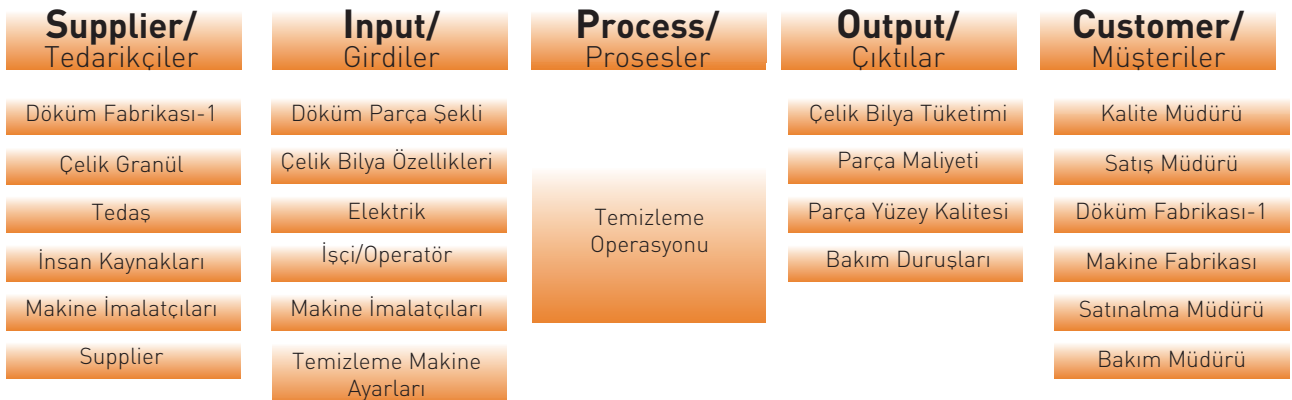 Supplier/
Tedarikçiler
Döküm Fabrikası-1
Çelik Granül
Tedaş
İnsan Kaynakları
Makine İmalatçıları
Supplier
Input/
Girdiler
Döküm Parça Şekli
Çelik Bilya Özellikleri
Elektrik
İşçi/Operatör
Makine İmalatçıları
Temizleme Makine
Ayarları
Process/
Prosesler
Temizleme
Operasyonu
Output/
Çıktılar
Çelik Bilya Tüketimi
Parça Maliyeti
Parça Yüzey Kalitesi
Bakım Duruşları
Customer/
Müşteriler
Kalite Müdürü
Satış Müdürü
Döküm Fabrikası-1
Makine Fabrikası
Satınalma Müdürü
Bakım Müdürü